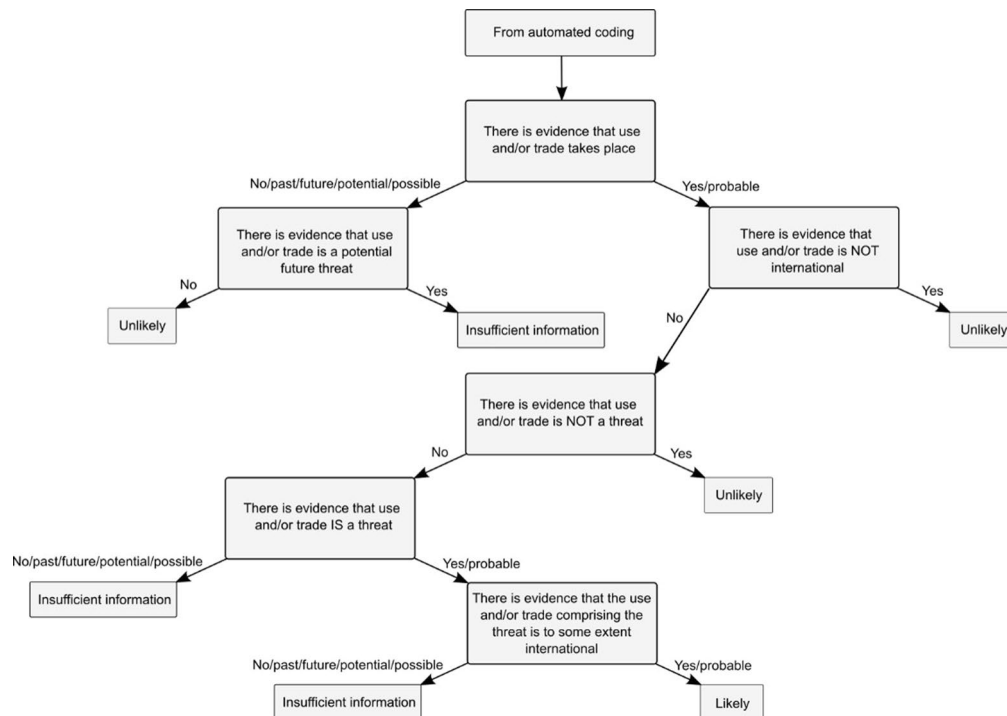 From automated coding
There is evidence that use
and/or trade takes place
No/past/future/potential/possible
Yes/probable
There is evidence that use
and/or trade is a potential
future threat
There is evidence that
use and/or trade is NOT
international
No
Yes
Yes
Unlikely
Insufficient information
No
Unlikely
There is evidence that use
and/or trade is NOT a threat
No
Yes
Unlikely
There is evidence that use
and/or trade IS a threat
No/past/future/potential/possible
Yes/probable
Insufficient information
There is evidence that the use
and/or trade comprising the
threat is to some extent
international
No/past/future/potential/possible
Yes/probable
Insufficient information
Likely